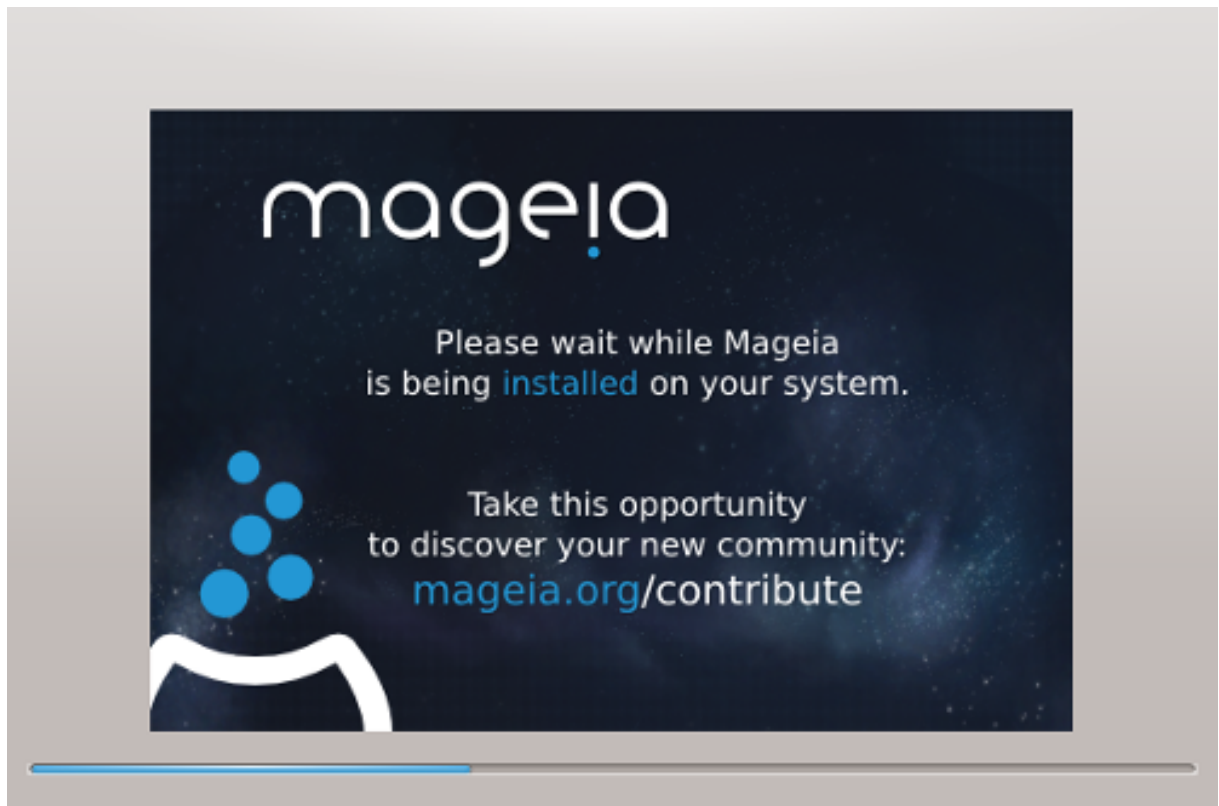 mageia
Please wait while Mageia
is being installed on your system.
Take this opportunity
to discover your new community:
mageia.org/contribute